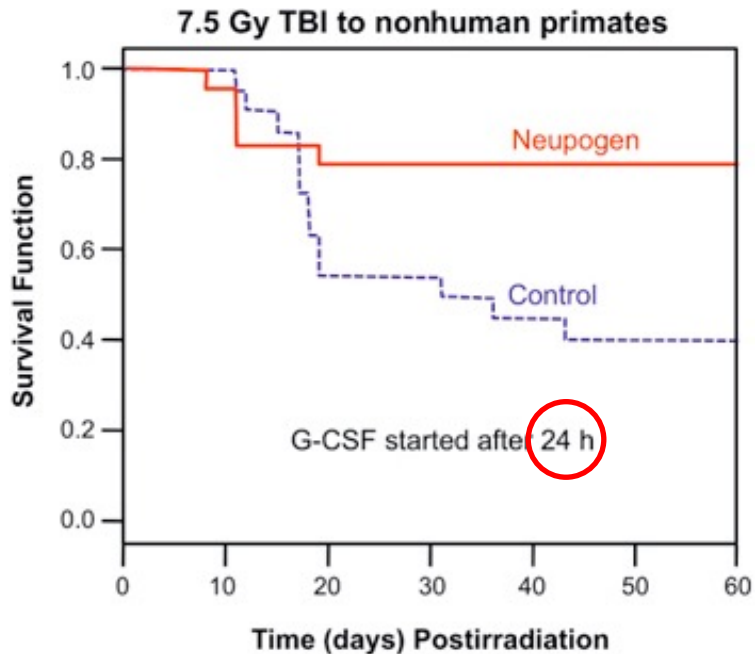 7.5 Gy TBI to nonhuman primates
1.0
0.8
0.6
0.4
0.2
0.0
Survival Function
Neupogen
Control
G-CSF started after 24 h
0 10 20 30 40 50 60
Time (days) Postirradiation